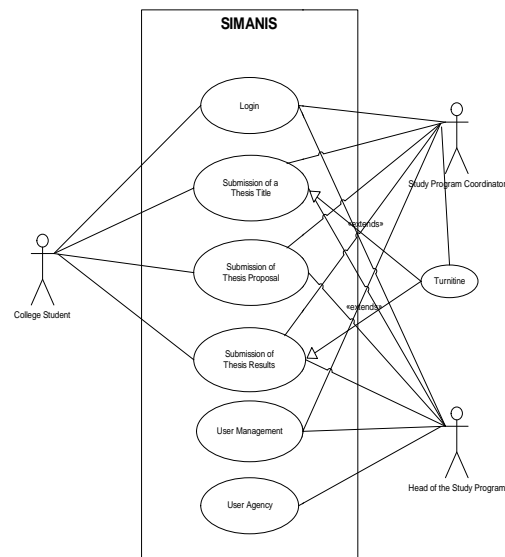 SIMANIS
Login
Study Program Coordinator
Submission of a
Thesis Title
«extends»
Submission of
Thesis Proposal
Turnitine
College Student
«extends»
Submission of
Thesis Results
User Management
Head of the Study Program
User Agency